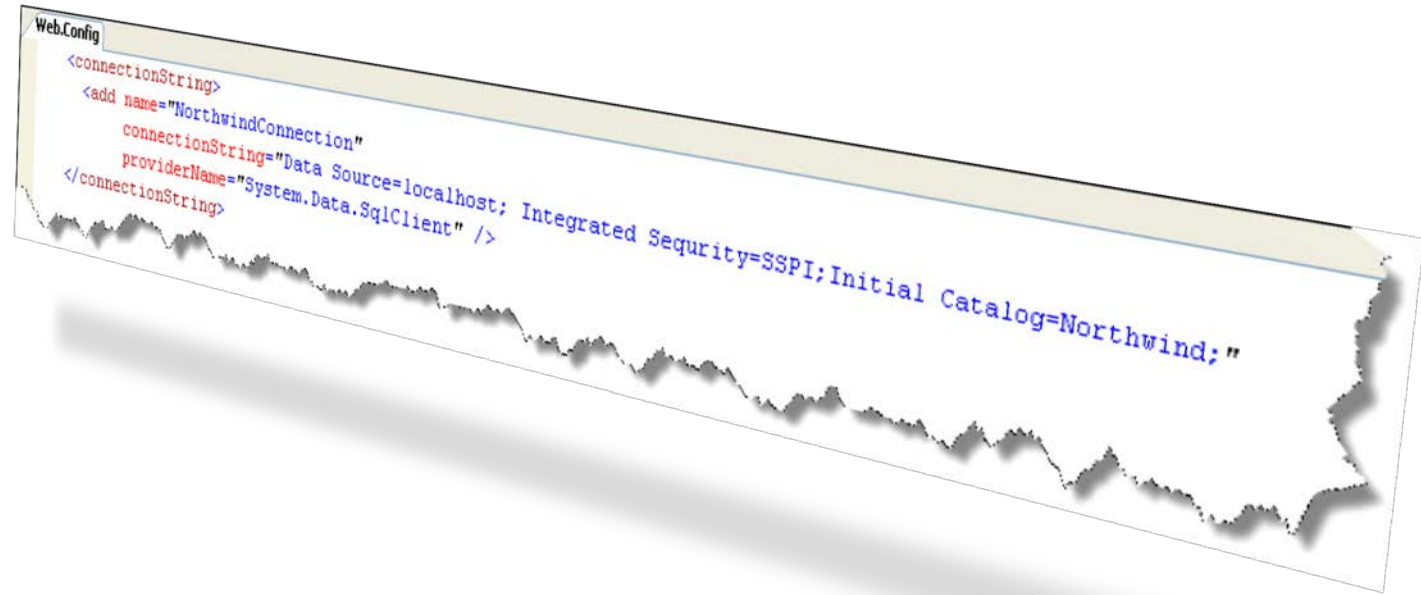 Web.Config
<connectionString>
<add name="NorthwindConnection"
connectionString="Data Source=localhost; Integrated Sequrity=SSPI;Initial Catalog=Northwind;"
providerName="System.Data.SqlClient" />
</connectionString>